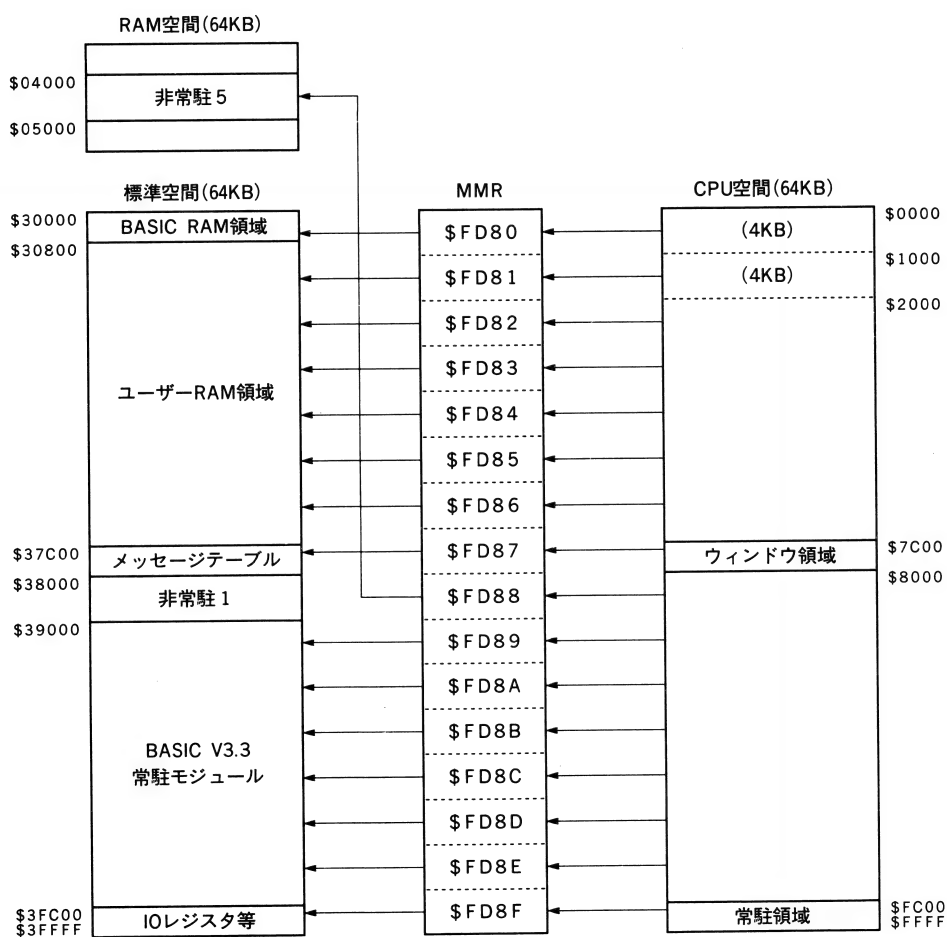 RAM空間(64KB)
$04000
非常駐5
$05000
標準空間(64KB)
MMR
CPU空間(64KB)
$30000
BASIC RAM領域
$30800
ユーザーRAM領域
$37C00
メッセージテーブル
$38000
非常駐1
$39000
BASIC V3.3
常駐モジュール
$3FC00
$3FFFF
IOレジスタ等
$FD80
$FD81
$FD82
$FD83
$FD84
$FD85
$FD86
$FD87
$FD88
$FD89
$FD8A
$FD8B
$FD8C
$FD8D
$FD8E
$FD8F
(4KB)
$0000
(4KB)
$1000
$2000
ウィンドウ領域
$7C00
$8000
常駐領域
$FC00
$FFFF